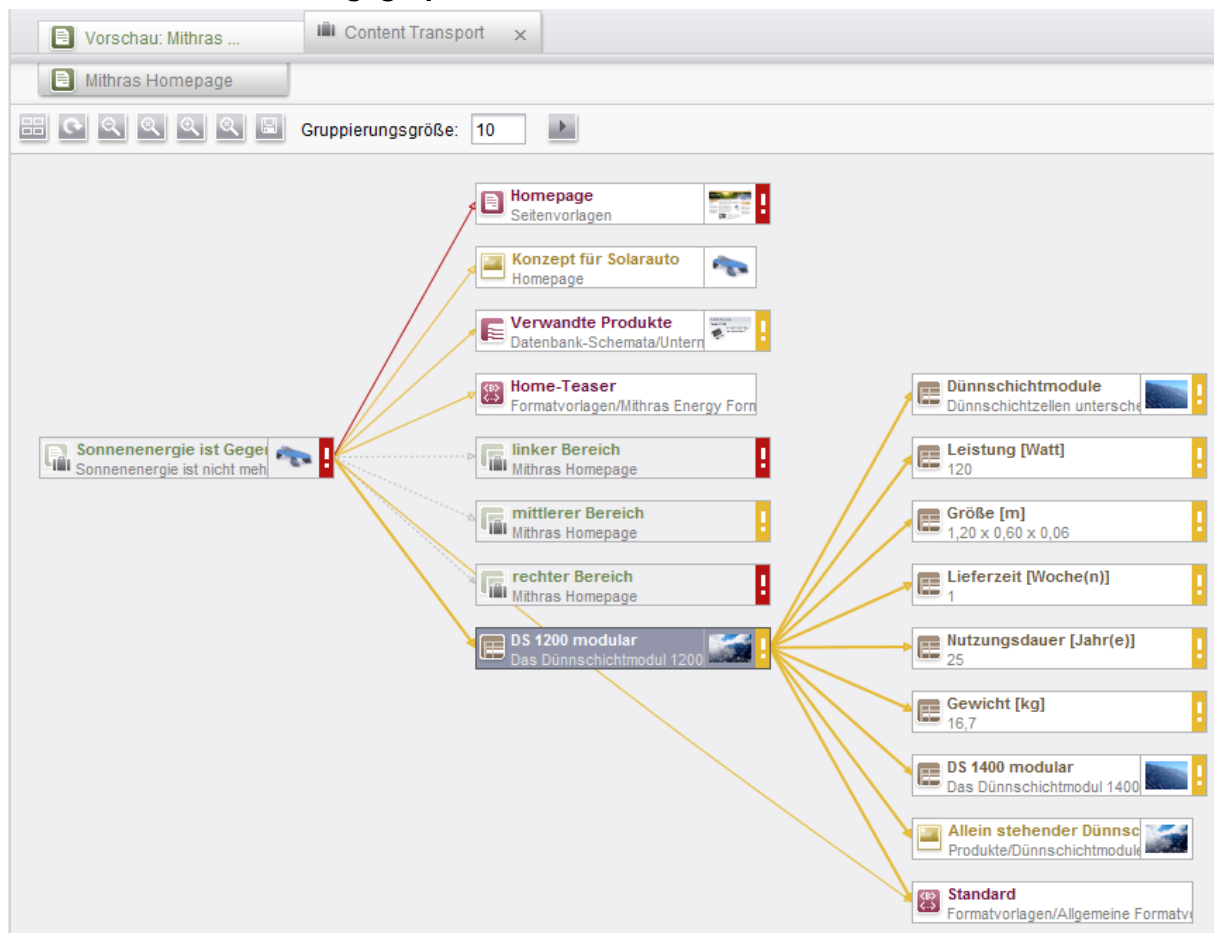 Vorschau: Mithras ...
Content Transport
Mithras Homepage
Gruppierungsgröße: 10
Homepage
Seitenvorlagen
Konzept für Solarauto
Homepage
Verwandte Produkte
Datenbank-Schemata/Untern
Home-Teaser
Formatvorlagen/Mithras Energy Forn
Sonnenenergie ist Gegen
Sonnenenergie ist nicht meh
linker Bereich
Mithras Homepage
mittlerer Bereich
Mithras Homepage
rechter Bereich
Mithras Homepage
DS 1200 modular
Das Dünnschichtmodul 1200
Dünnschichtmodule
Dünnschichtzellen untersche
Leistung [Watt]
120
Größe [m]
1,20 x 0,60 x 0,06
Lieferzeit [Woche(n)]
1
Nutzungsdauer [Jahr(e)]
25
Gewicht [kg]
16,7
DS 1400 modular
Das Dünnschichtmodul 1400
Allein stehender Dünnsc
Produkte/Dünnschichtmodule
Standard
Formatvorlagen/Allgemeine Formatv